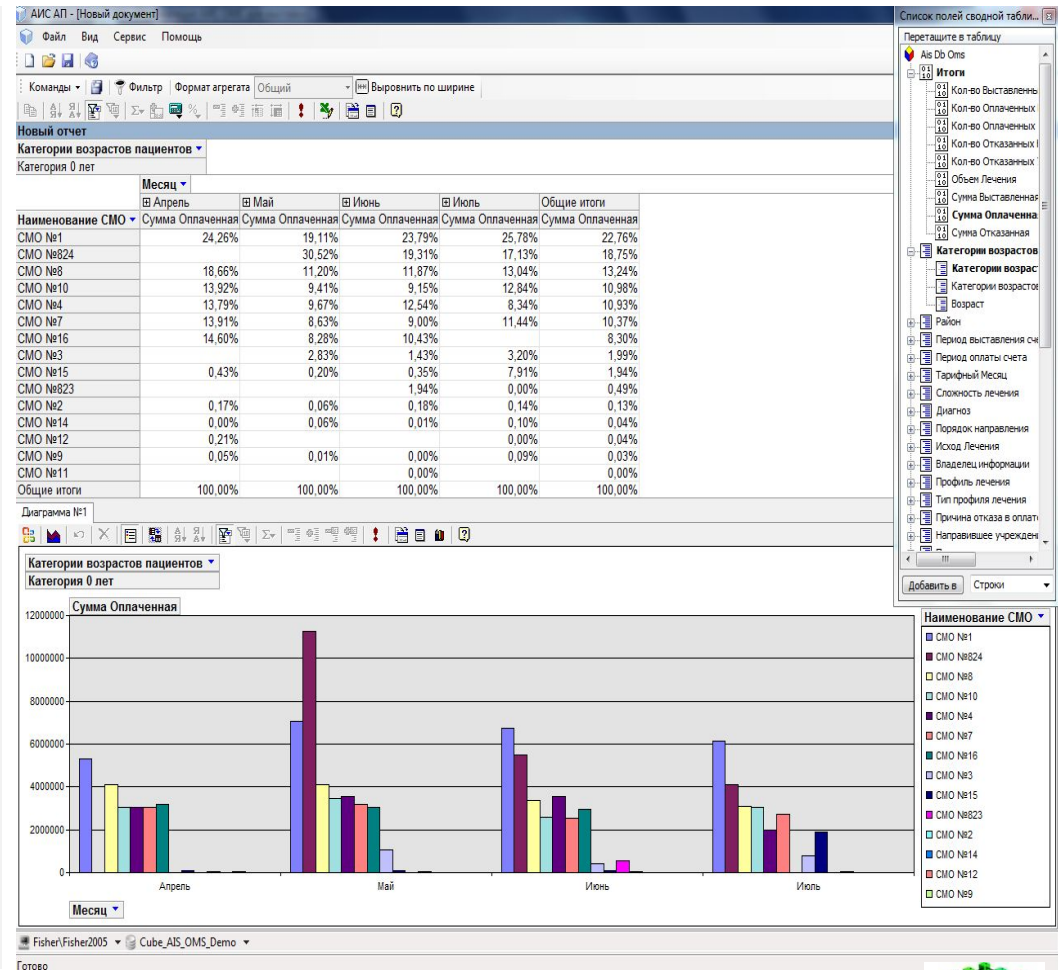 АИС АП - [Новый документ]
Файл Вид Сервис Помощь
Команды Фильтр Формат агрегата Общий Выровнять по ширине
Новый отчет
Категории возрастов пациентов
Категория 0 лет
Месяц
Апрель Май Июнь Июль Общие итоги
Наименование СМО Сумма Оплаченная Сумма Оплаченная Сумма Оплаченная Сумма Оплаченная Сумма Оплаченная
СМО №1 24,26% 19,11% 23,79% 25,78% 22,76%
СМО №824 30,52% 19,31% 17,13% 18,75%
СМО №8 18,66% 11,20% 11,87% 13,04% 13,24%
СМО №10 13,92% 9,41% 9,15% 12,84% 10,98%
СМО №4 13,79% 9,67% 12,54% 8,34% 10,93%
СМО №7 13,91% 8,63% 9,00% 11,44% 10,37%
СМО №16 14,60% 8,28% 10,43% 8,30%
СМО №3 2,83% 1,43% 3,20% 1,99%
СМО №15 0,43% 0,20% 0,35% 7,91% 1,94%
СМО №823 1,94% 0,00% 0,49%
СМО №2 0,17% 0,06% 0,18% 0,14% 0,13%
СМО №14 0,00% 0,06% 0,01% 0,10% 0,04%
СМО №12 0,21% 0,00% 0,04%
СМО №9 0,05% 0,01% 0,00% 0,09% 0,03%
СМО №11 0,00% 0,00%
Общие итоги 100,00% 100,00% 100,00% 100,00% 100,00%
Список полей сводной табли...
Перетащите в таблицу
Ais Db Oms
Итоги
Кол-во Выставленнь
Кол-во Оплаченных
Кол-во Оплаченных
Кол-во Отказанных
Кол-во Отказанных
Объем Лечения
Сумма Выставленная
Сумма Оплаченна
Сумма Отказанная
Категории возрастов
Категории возраст
Категории возрастов
Возраст
Район
Период выставления сч
Период оплаты счета
Тарифный Месяц
Сложность лечения
Диагноз
Порядок направления
Исход Лечения
Владелец информации
Профиль лечения
Тип профиля лечения
Причина отказа в оплат
Направившее учрежден
Добавить в Строки
Диаграмма №1
Категории возрастов пациентов
Категория 0 лет
Сумма Оплаченная
12000000
10000000
8000000
6000000
4000000
2000000
0
Апрель Май Июнь Июль
Месяц
Наименование СМО
СМО №1
СМО №824
СМО №8
СМО №10
СМО №4
СМО №7
СМО №16
СМО №3
СМО №15
СМО №823
СМО №2
СМО №14
СМО №12
СМО №9
Fisher\Fisher2005 Cube_AIS_OMS_Demo
Готово